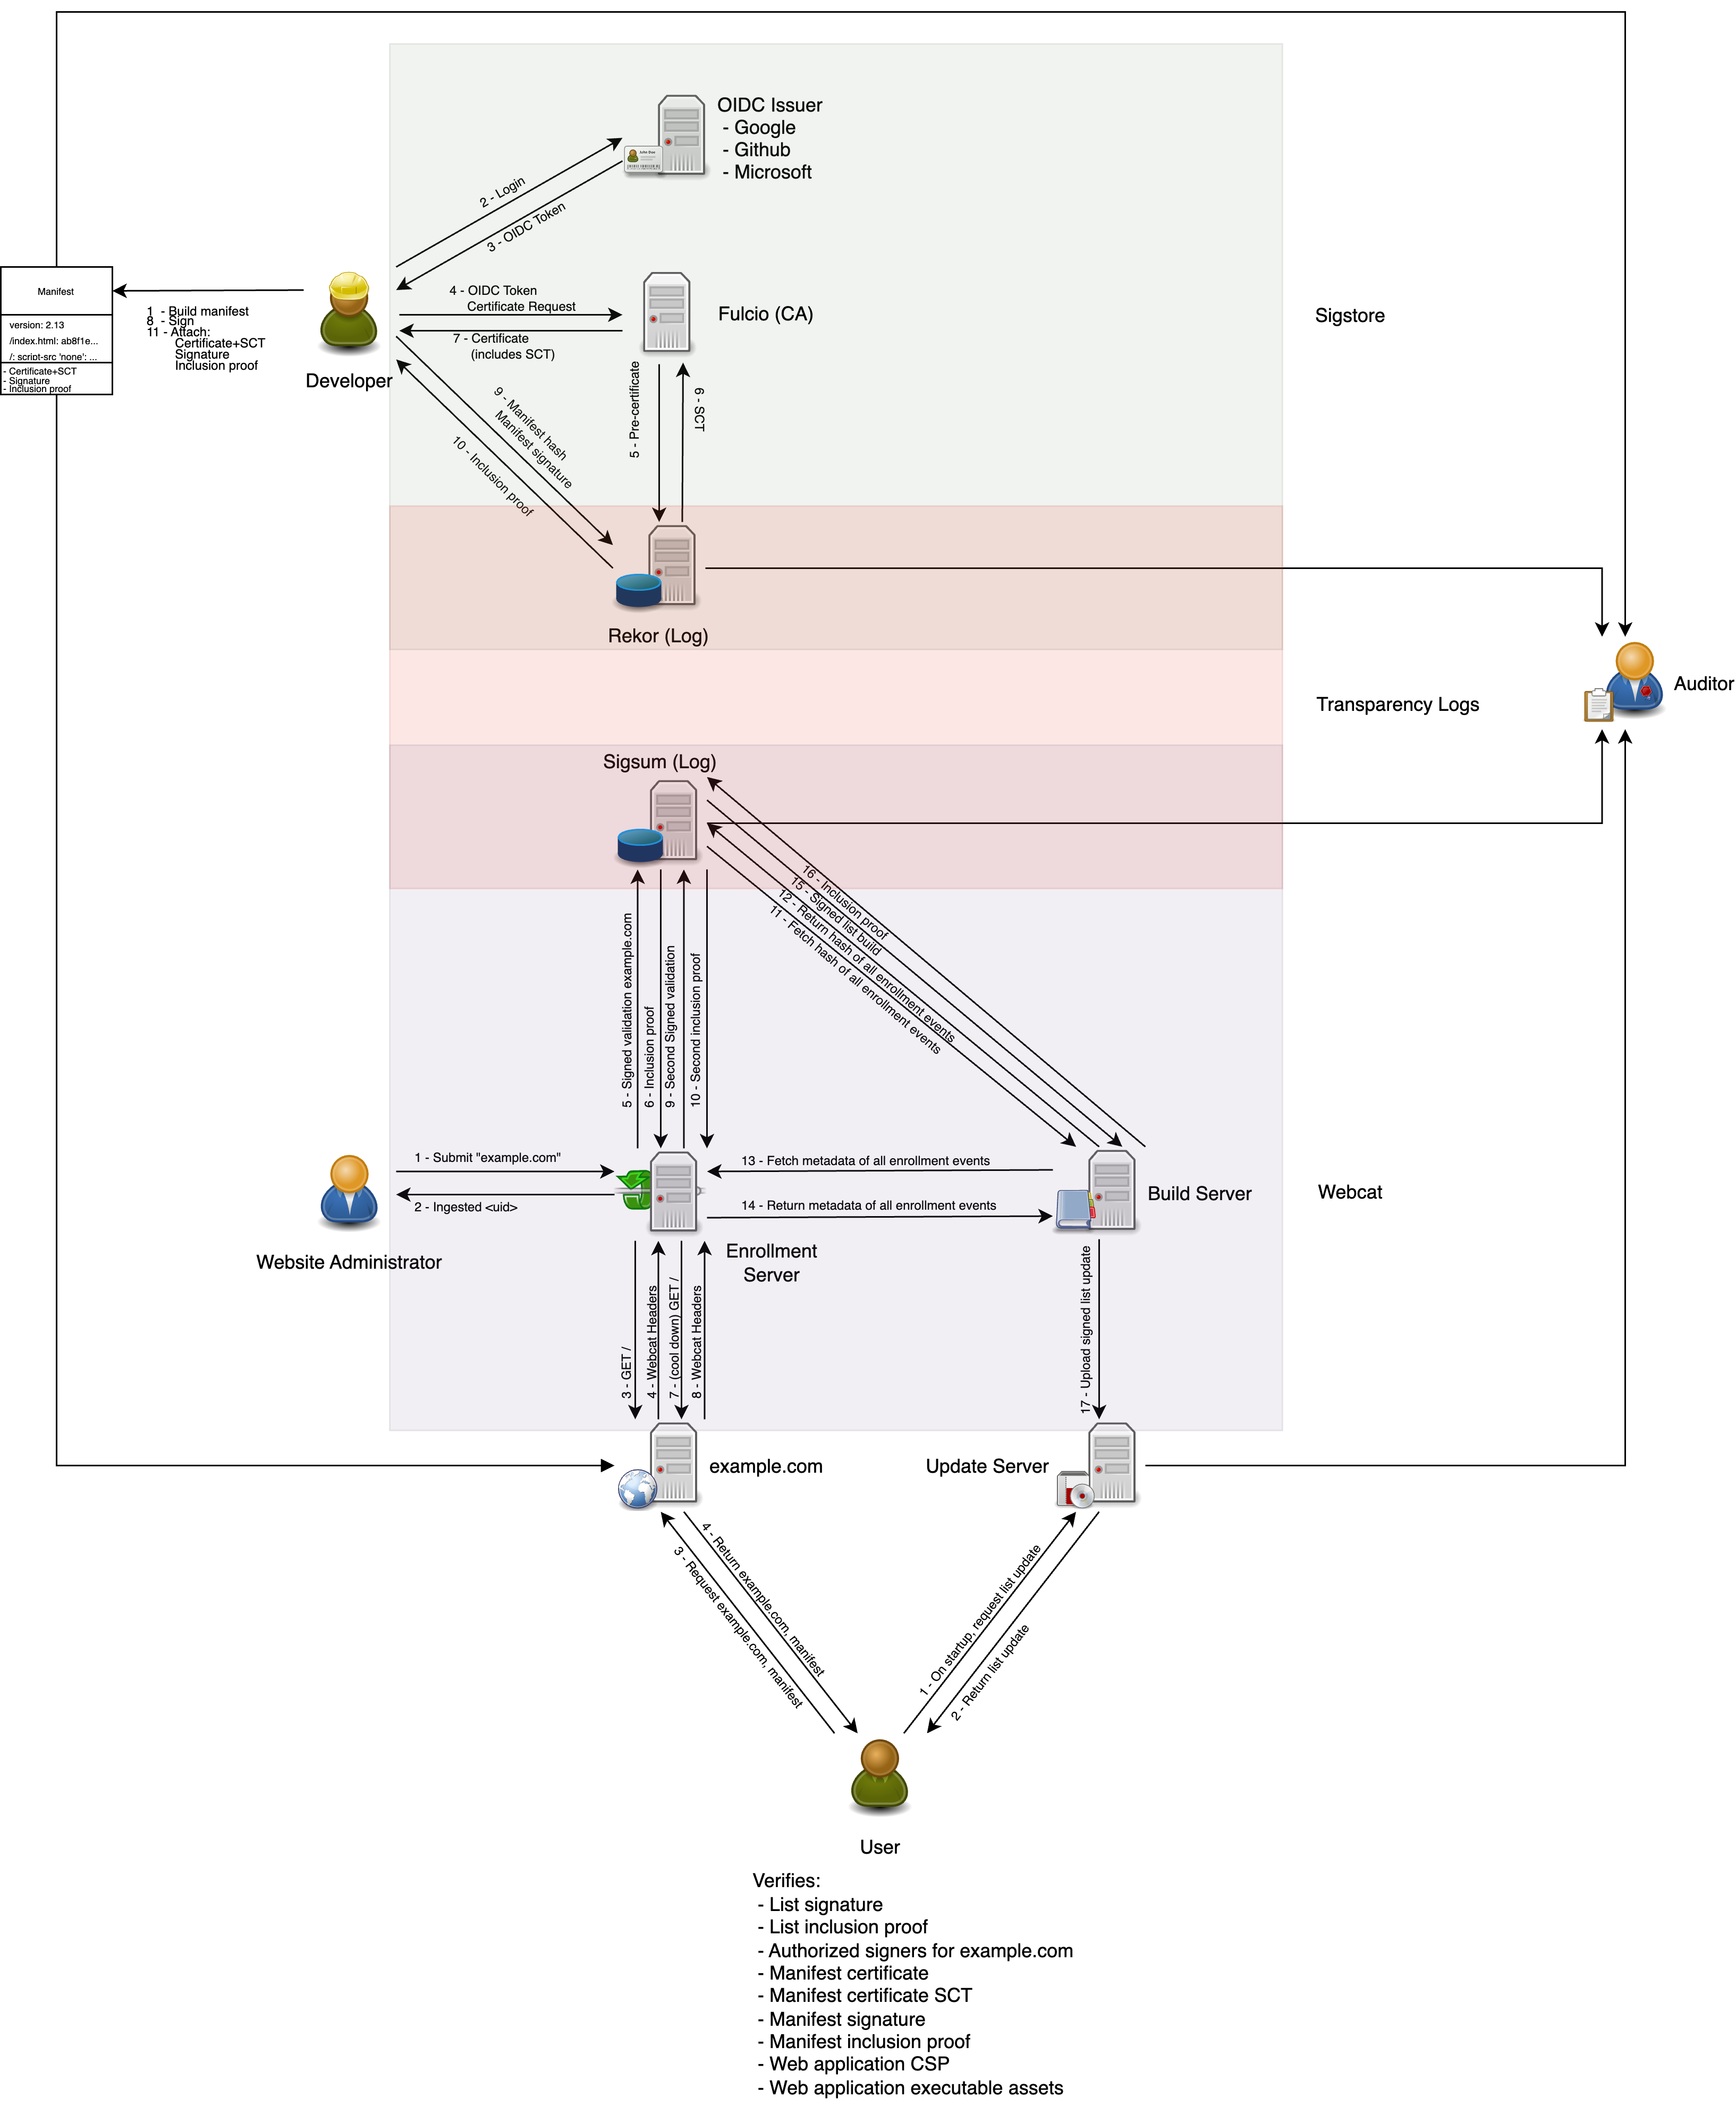 OIDC Issuer
- Google
- Github
- Microsoft
2 - Login
3 - OIDC Token
Manifest
version: 2.13
/index.html: ab8f1e...
/: script-src 'none': ...
- Certificate+SCT
- Signature
- Inclusion proof
1 - Build manifest
8 - Sign
11 - Attach:
Certificate+SCT
Signature
Inclusion proof
Developer
4 - OIDC Token
Certificate Request
7 - Certificate
(includes SCT)
Fulcio (CA)
Sigstore
5 - Pre-certificate
6 - SCT
9 - Manifest hash
Manifest signature
10 - Inclusion proof
Rekor (Log)
Auditor
Transparency Logs
Sigsum (Log)
16 - Inclusion proof
15 - Signed list build
12 - Return hash of all enrollment events
11 - Fetch hash of all enrollment events
5 - Signed validation example.com
6 - Inclusion proof
9 - Second Signed validation
10 - Second inclusion proof
1 - Submit "example.com"
2 - Ingested <uid>
Website Administrator
13 - Fetch metadata of all enrollment events
14 - Return metadata of all enrollment events
Build Server
Webcat
Enrollment
Server
3 - GET /
4 - Webcat Headers
7 - (cool down) GET /
8 - Webcat Headers
17 - Upload signed list update
example.com
Update Server
4 - Return example.com, manifest
3 - Request example.com, manifest
1 - On startup, request list update
2 - Return list update
User
Verifies:
- List signature
- List inclusion proof
- Authorized signers for example.com
- Manifest certificate
- Manifest certificate SCT
- Manifest signature
- Manifest inclusion proof
- Web application CSP
- Web application executable assets